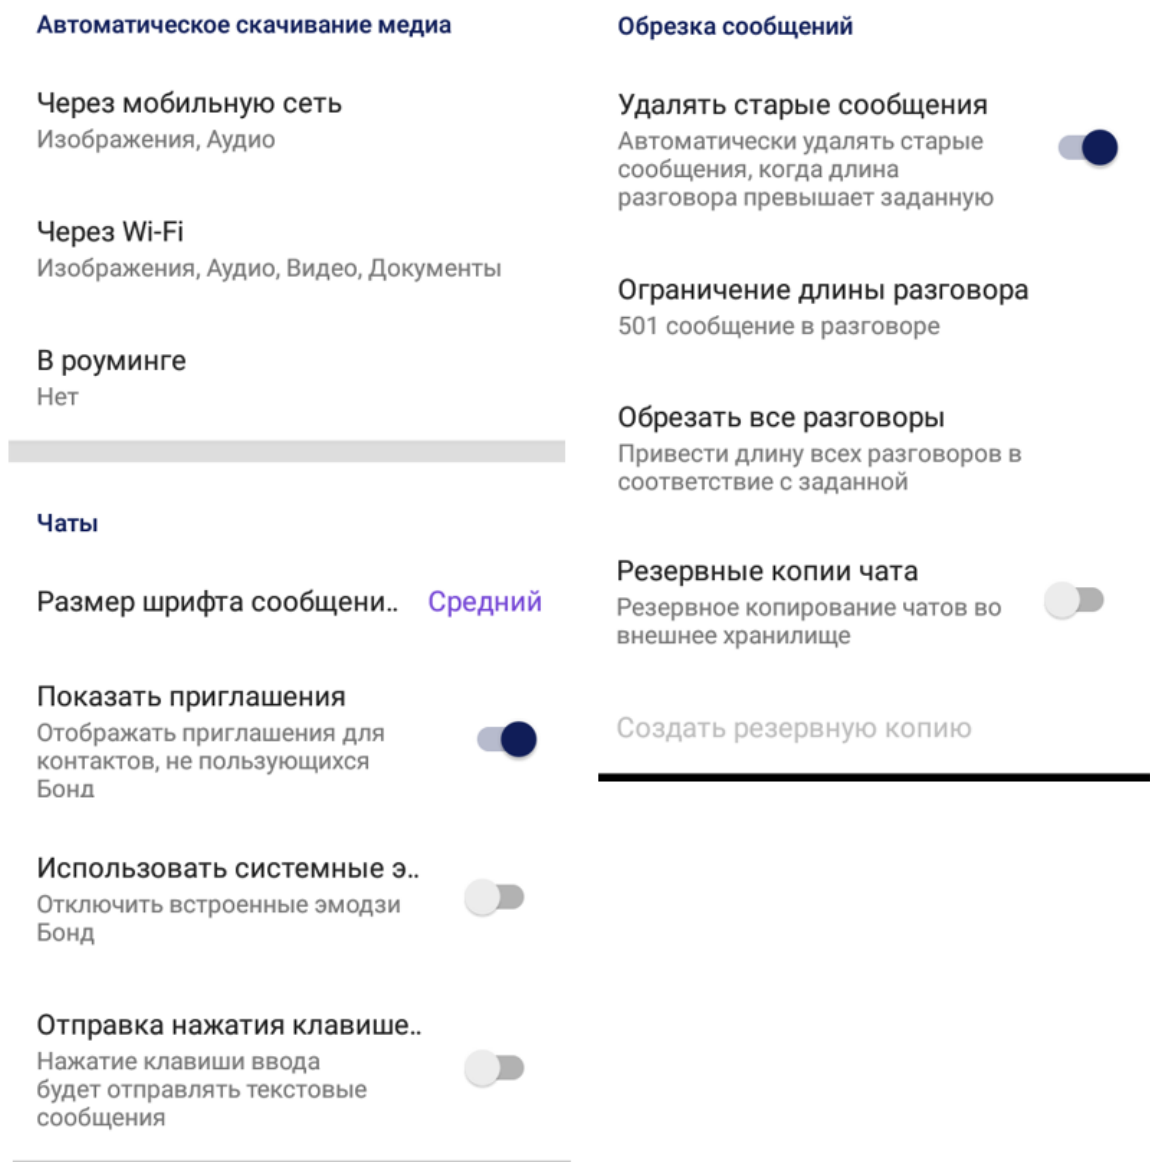 Автоматическое скачивание медиа
Через мобильную сеть
Изображения, Аудио
Через Wi-Fi
Изображения, Аудио, Видео, Документы
В роуминге
Нет
Чаты
Размер шрифта сообщени.. Средний
Показать приглашения
Отображать приглашения для
контактов, не пользующихся
Бонд
Использовать системные э..
Отключить встроенные эмодзи
Бонд
Отправка нажатия клавише..
Нажатие клавиши ввода
будет отправлять текстовые
сообщения
Обрезка сообщений
Удалять старые сообщения
Автоматически удалять старые
сообщения, когда длина
разговора превышает заданную
Ограничение длины разговора
501 сообщение в разговоре
Обрезать все разговоры
Привести длину всех разговоров в
соответствие с заданной
Резервные копии чата
Резервное копирование чатов во
внешнее хранилище
Создать резервную копию